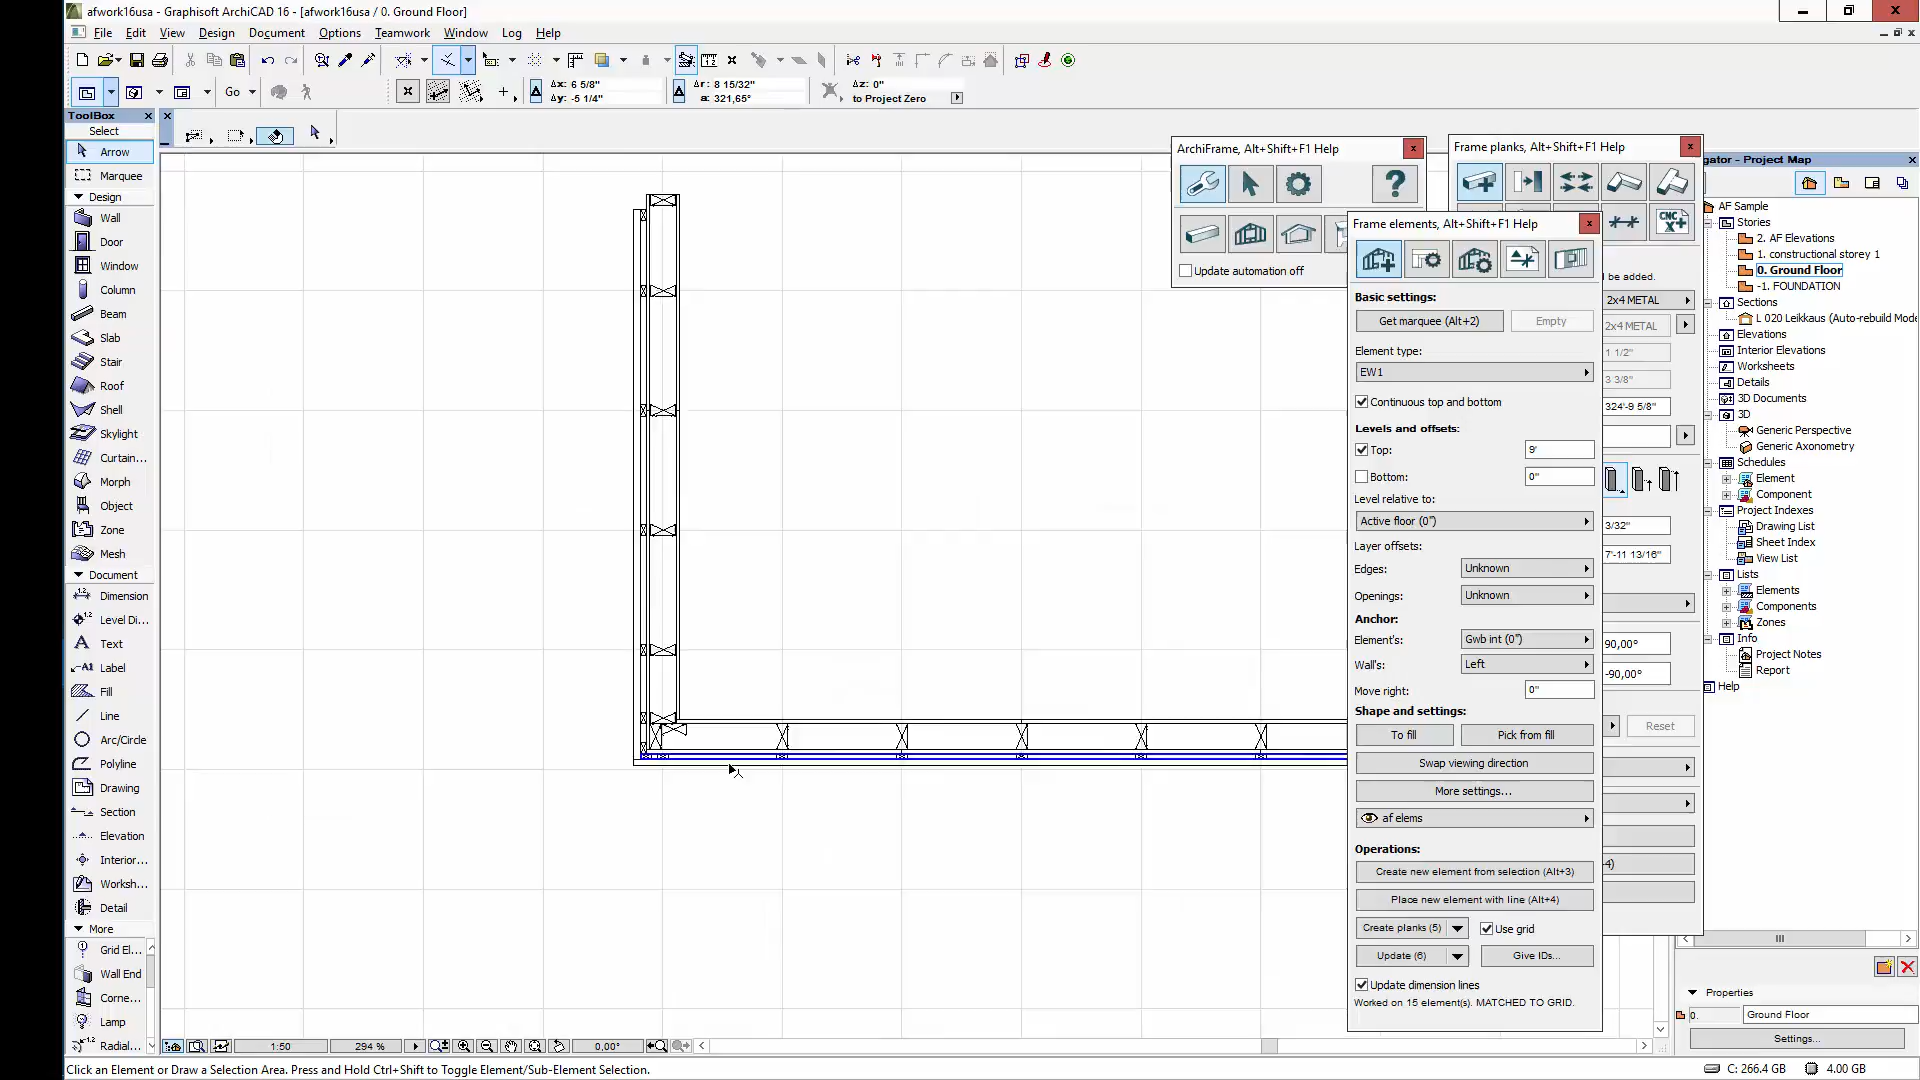 afwork16usa - Graphisoft ArchiCAD 16 - [afwork16usa / 0. Ground Floor]
File Edit View Design Document Options Teamwork Window Log Help
Go
Δx: 6 5/8"
Δy: -5 1/4"
Δr: 8 15/32"
a: 321,65°
Δz: 0"
to Project Zero
ToolBox
Select
Arrow
Marquee
Design
Wall
Door
Window
Column
Beam
Slab
Stair
Roof
Shell
Skylight
Curtain...
Morph
Object
Zone
Mesh
Document
Dimension
Level Di...
Text
Label
Fill
Line
Arc/Circle
Polyline
Drawing
Section
Elevation
Interior...
Worksh...
Detail
More
Grid El...
Wall End
Corne...
Lamp
Radial...
ArchiFrame, Alt+Shift+F1 Help
Update automation off
Frame planks, Alt+Shift+F1 Help
CNC
l be added.
2x4 METAL
2x4 METAL
1 1/2"
3 3/8"
324'-9 5/8"
3/32"
7'-11 13/16"
90,00°
-90,00°
Reset
-4)
Frame elements, Alt+Shift+F1 Help
Basic settings:
Get marquee (Alt+2) Empty
Element type:
EW1
Continuous top and bottom
Levels and offsets:
Top: 9'
Bottom: 0"
Level relative to:
Active floor (0")
Layer offsets:
Edges: Unknown
Openings: Unknown
Anchor:
Element's: Gwb int (0")
Wall's: Left
Move right: 0"
Shape and settings:
To fill Pick from fill
Swap viewing direction
More settings...
af elems
Operations:
Create new element from selection (Alt+3)
Place new element with line (Alt+4)
Create planks (5) Use grid
Update (6) Give IDs...
Update dimension lines
Worked on 15 element(s). MATCHED TO GRID.
gator - Project Map
AF Sample
Stories
2. AF Elevations
1. constructional storey 1
0. Ground Floor
-1. FOUNDATION
Sections
L 020 Leikkaus (Auto-rebuild Mode
Elevations
Interior Elevations
Worksheets
Details
3D Documents
3D
Generic Perspective
Generic Axonometry
Schedules
Element
Component
Project Indexes
Drawing List
Sheet Index
View List
Lists
Elements
Components
Zones
Info
Project Notes
Report
Help
Properties
0. Ground Floor
Settings...
1:50 294 % 0,00°
Click an Element or Draw a Selection Area. Press and Hold Ctrl+Shift to Toggle Element/Sub-Element Selection.
C: 266.4 GB 4.00 GB